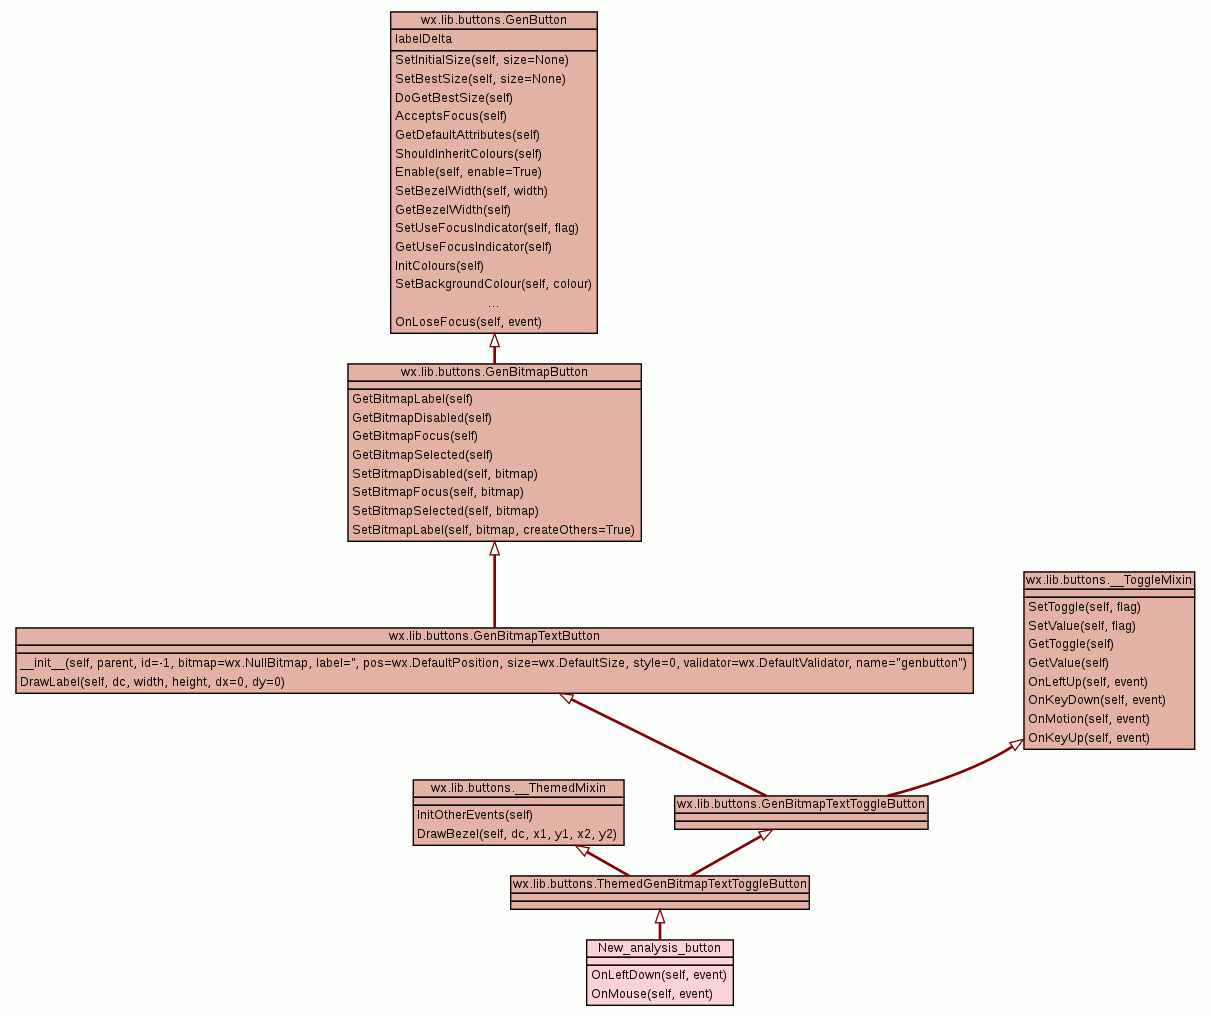 wx.lib.buttons.GenButton
labelDelta
SetInitialSize(self, size=None)
SetBestSize(self, size=None)
DoGetBestSize(self)
AcceptsFocus(self)
GetDefaultAttributes(self)
ShouldInheritColours(self)
Enable(self, enable=True)
SetBezelWidth(self, width)
GetBezelWidth(self)
SetUseFocusIndicator(self, flag)
GetUseFocusIndicator(self)
InitColours(self)
SetBackgroundColour(self, colour)
...
OnLoseFocus(self, event)
wx.lib.buttons.GenBitmapButton
GetBitmapLabel(self)
GetBitmapDisabled(self)
GetBitmapFocus(self)
GetBitmapSelected(self)
SetBitmapDisabled(self, bitmap)
SetBitmapFocus(self, bitmap)
SetBitmapSelected(self, bitmap)
SetBitmapLabel(self, bitmap, createOthers=True)
wx.lib.buttons.__ToggleMixin
SetToggle(self, flag)
SetValue(self, flag)
GetToggle(self)
GetValue(self)
OnLeftUp(self, event)
OnKeyDown(self, event)
OnMotion(self, event)
OnKeyUp(self, event)
wx.lib.buttons.GenBitmapTextButton
__init__(self, parent, id=-1, bitmap=wx.NullBitmap, label='', pos=wx.DefaultPosition, size=wx.DefaultSize, style=0, validator=wx.DefaultValidator, name="genbutton")
DrawLabel(self, dc, width, height, dx=0, dy=0)
wx.lib.buttons.__ThemedMixin
InitOtherEvents(self)
DrawBezel(self, dc, x1, y1, x2, y2)
wx.lib.buttons.GenBitmapTextToggleButton
wx.lib.buttons.ThemedGenBitmapTextToggleButton
New_analysis_button
OnLeftDown(self, event)
OnMouse(self, event)